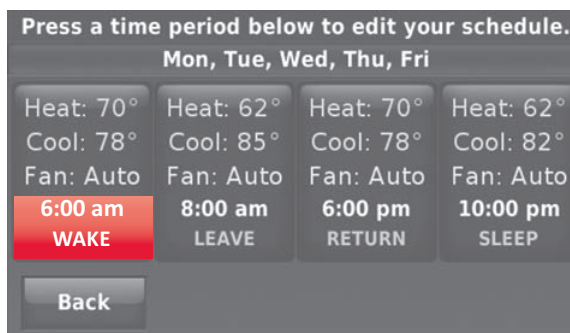 Press a time period below to edit your schedule.
Mon, Tue, Wed, Thu, Fri
Heat: 70° Heat: 62° Heat: 70° Heat: 62°
Cool: 78° Cool: 85° Cool: 78° Cool: 82°
Fan: Auto Fan: Auto Fan: Auto Fan: Auto
6:00 am 8:00 am 6:00 pm 10:00 pm
WAKE LEAVE RETURN SLEEP
Back